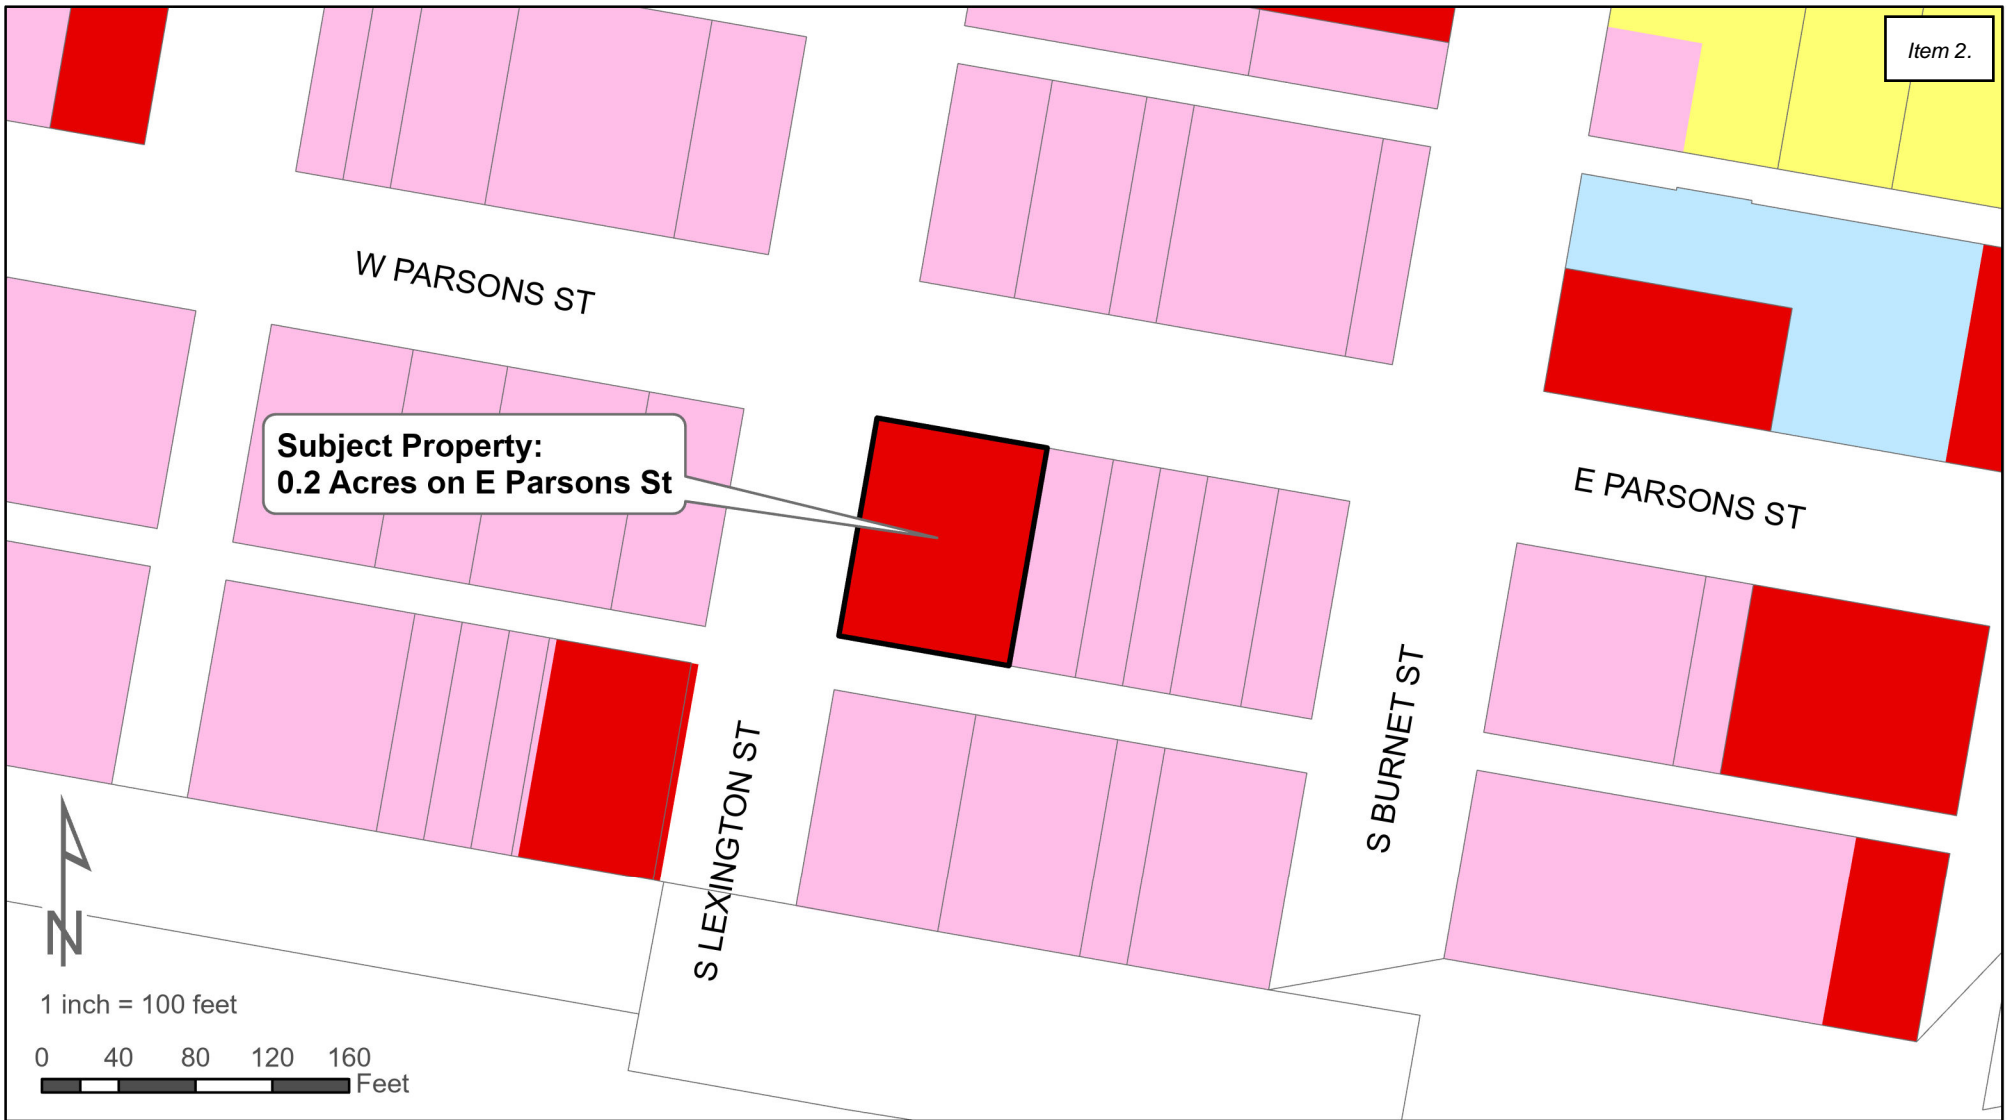 Item 2.
W PARSONS ST
Subject Property:
0.2 Acres on E Parsons St
E PARSONS ST
S BURNET ST
S LEXINGTON ST
N
1 inch = 100 feet
0 40 80 120 160
Feet